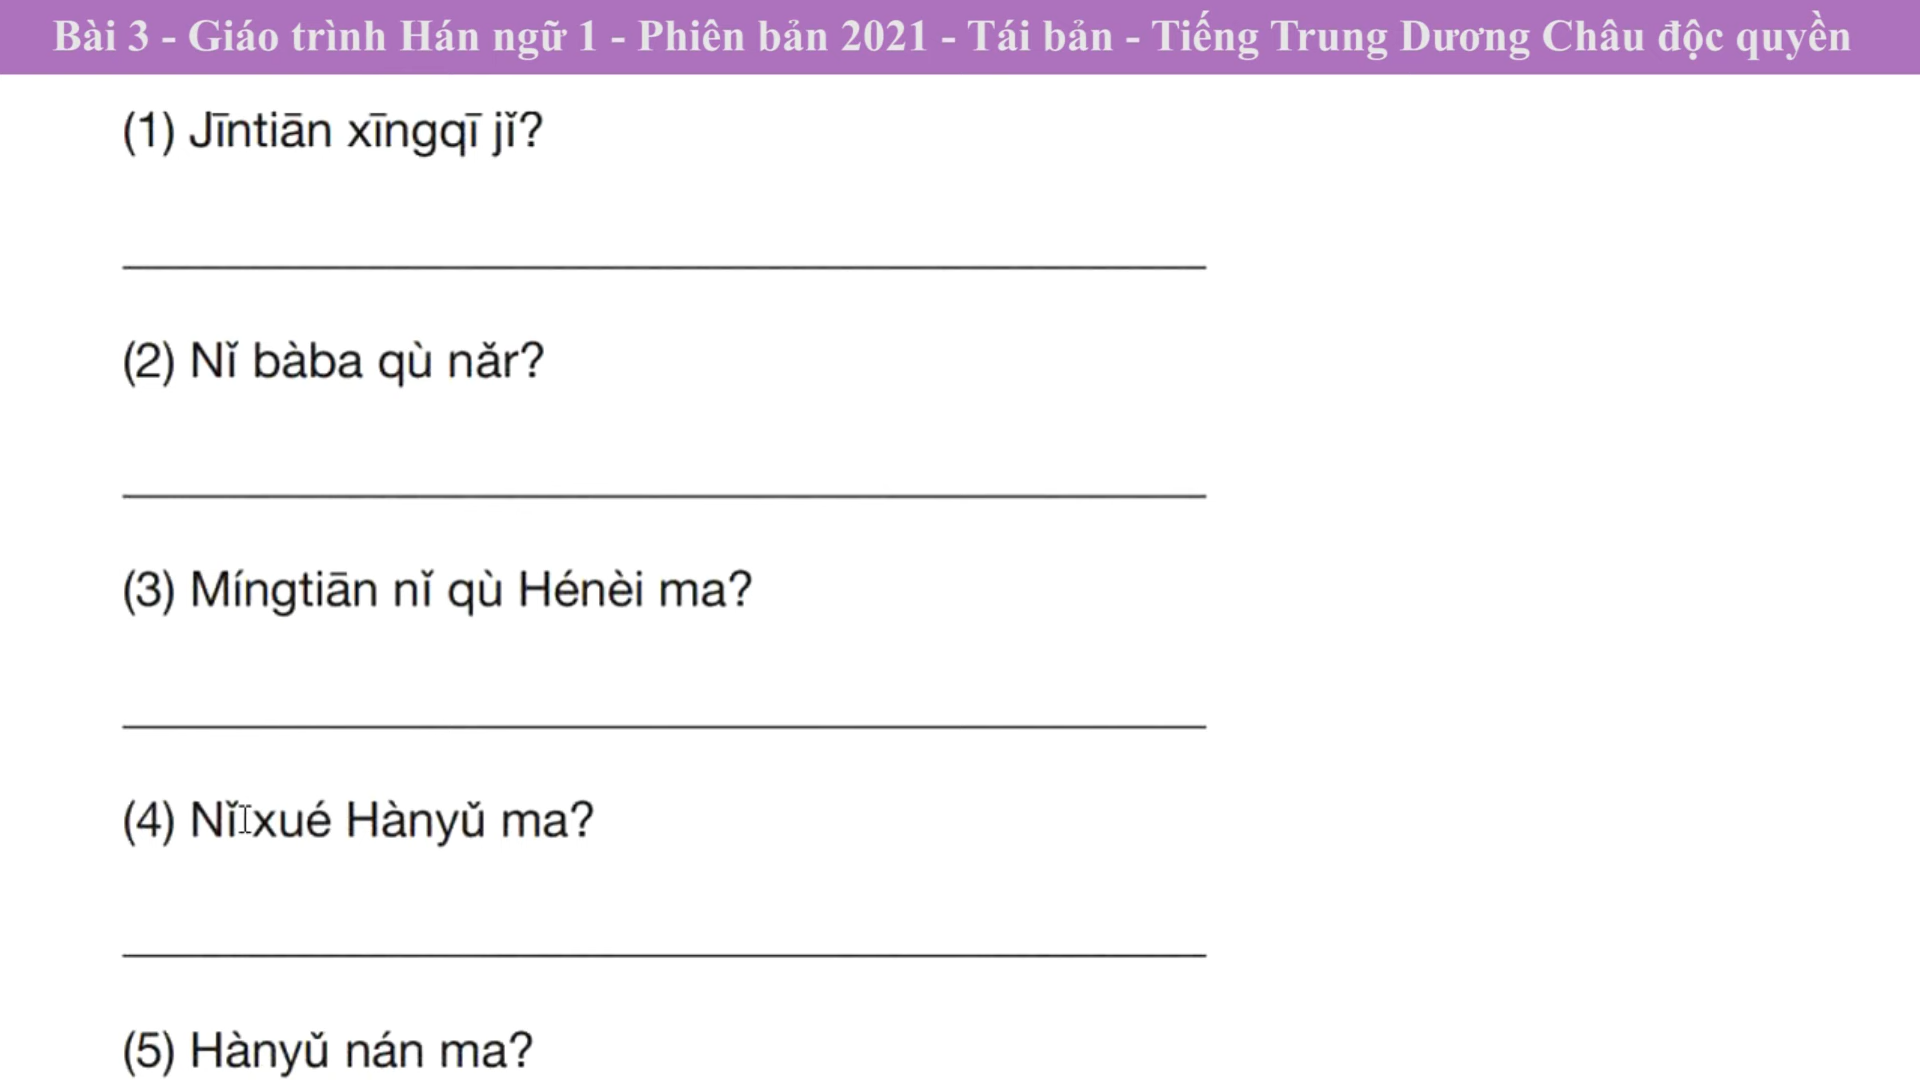 Bài 3 - Giáo trình Hán ngữ 1 - Phiên bản 2021 - Tái bản - Tiếng Trung Dương Châu độc quyền
(1) Jīntiān xīngqī jǐ?
(2) Nǐ bàba qù nǎr?
(3) Míngtiān nǐ qù Hénèi ma?
(4) Nǐ xué Hànyǔ ma?
(5) Hànyǔ nán ma?